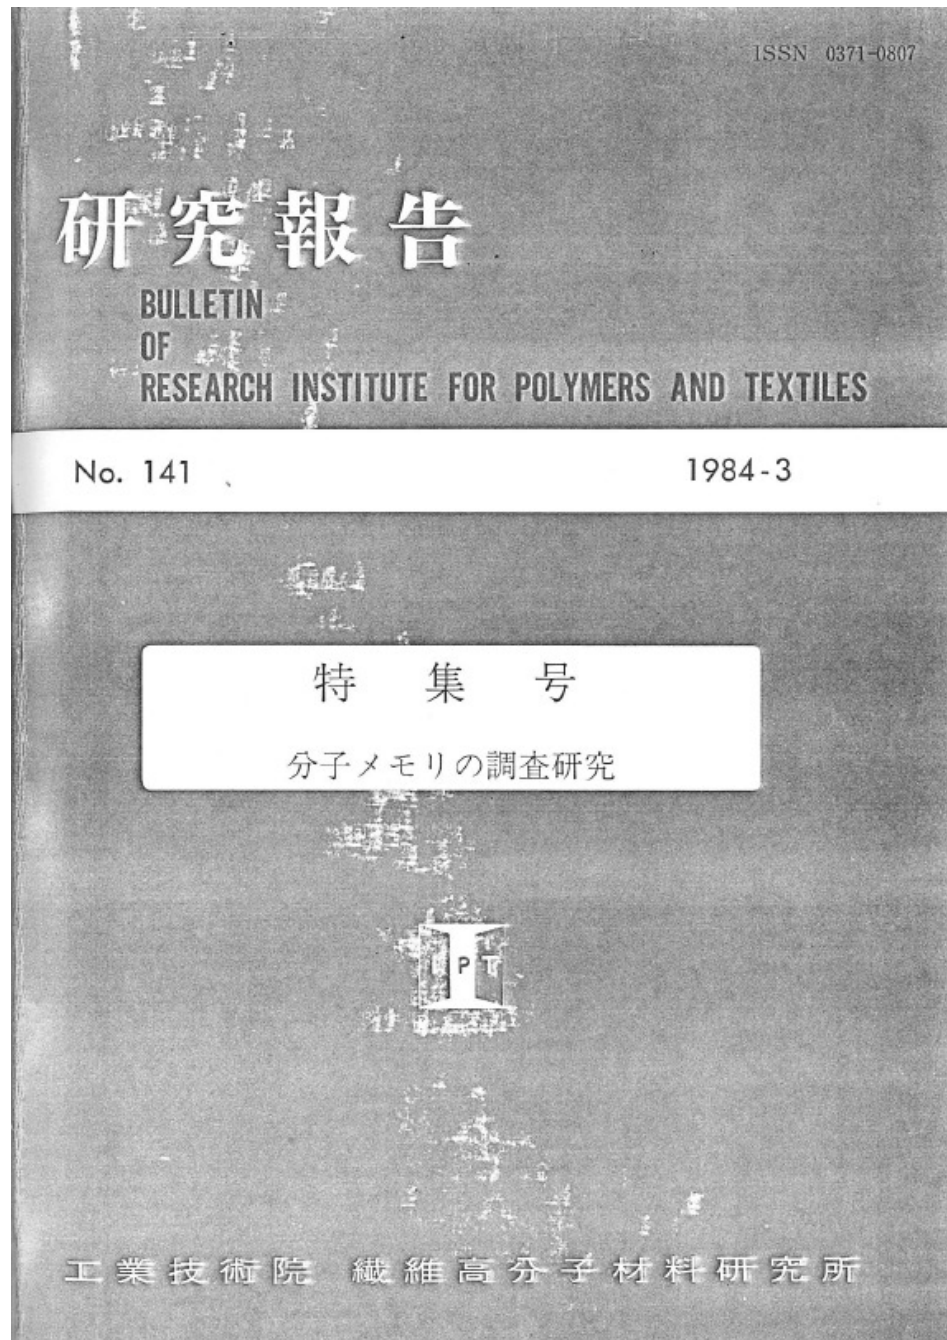 ISSN 0371-0807
研究報告
BULLETIN
OF
RESEARCH INSTITUTE FOR POLYMERS AND TEXTILES
No. 141 1984-3
特集号
分子メモリの調査研究
I P T
工業技術院 繊維高分子材料研究所